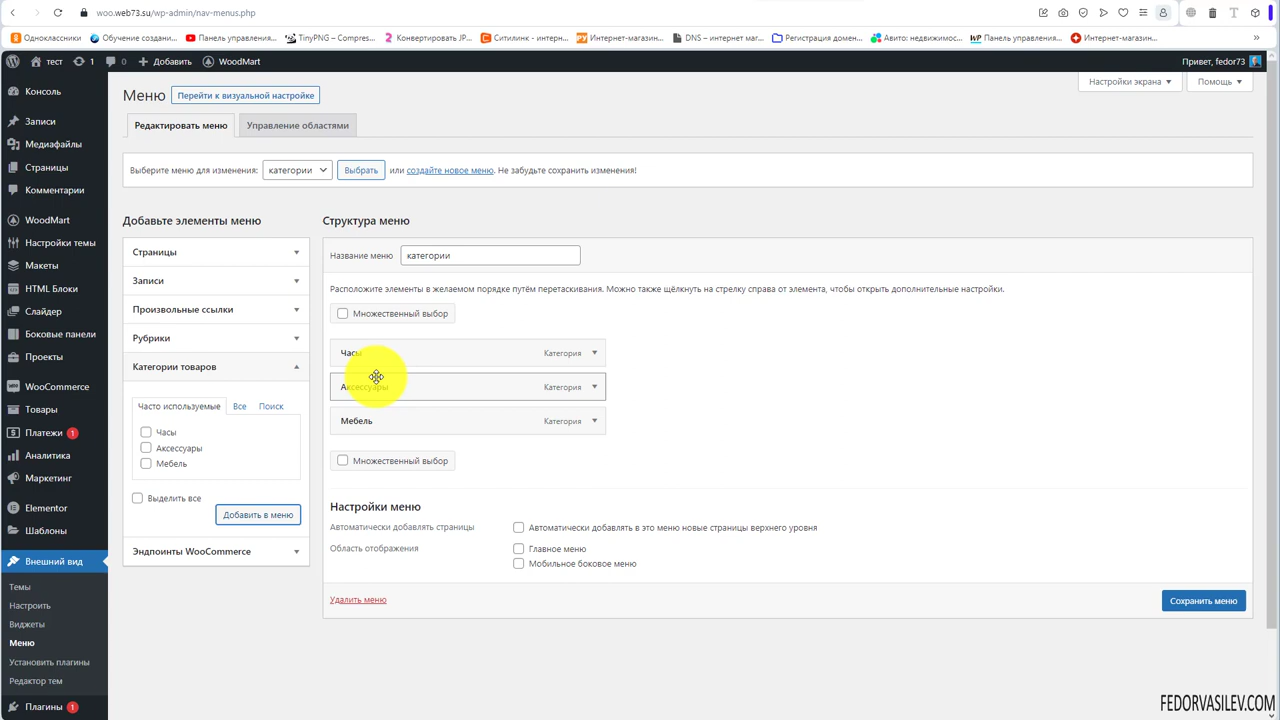 woo.web73.su/wp-admin/nav-menus.php
Одноклассники
Обучение создани...
Панель управления...
TinyPNG – Compres...
Конвертировать JP...
Ситилинк - интерн...
Интернет-магазин...
DNS – интернет маг...
Регистрация домен...
Авито: недвижимос...
Панель управления...
Интернет-магазин...
тест
1
0
Добавить
WoodMart
Привет, fedor73
Консоль
Записи
Медиафайлы
Страницы
Комментарии
WoodMart
Настройки темы
Макеты
HTML Блоки
Слайдер
Боковые панели
Проекты
WooCommerce
Товары
Платежи 1
Аналитика
Маркетинг
Elementor
Шаблоны
Внешний вид
Темы
Настроить
Виджеты
Меню
Установить плагины
Редактор тем
Плагины 1
Настройки экрана
Помощь
Меню
Перейти к визуальной настройке
Редактировать меню
Управление областями
Выберите меню для изменения: категории Выбрать или создайте новое меню. Не забудьте сохранить изменения!
Добавьте элементы меню
Страницы
Записи
Произвольные ссылки
Рубрики
Категории товаров
Часто используемые
Все
Поиск
Часы
Аксессуары
Мебель
Выделить все
Добавить в меню
Эндпоинты WooCommerce
Структура меню
Название меню категории
Расположите элементы в желаемом порядке путём перетаскивания. Можно также щёлкнуть на стрелку справа от элемента, чтобы открыть дополнительные настройки.
Множественный выбор
Часы Категория
Аксессуары Категория
Мебель Категория
Множественный выбор
Настройки меню
Автоматически добавлять страницы
Автоматически добавлять в это меню новые страницы верхнего уровня
Область отображения
Главное меню
Мобильное боковое меню
Удалить меню
Сохранить меню
FEDORVASILEV.COM